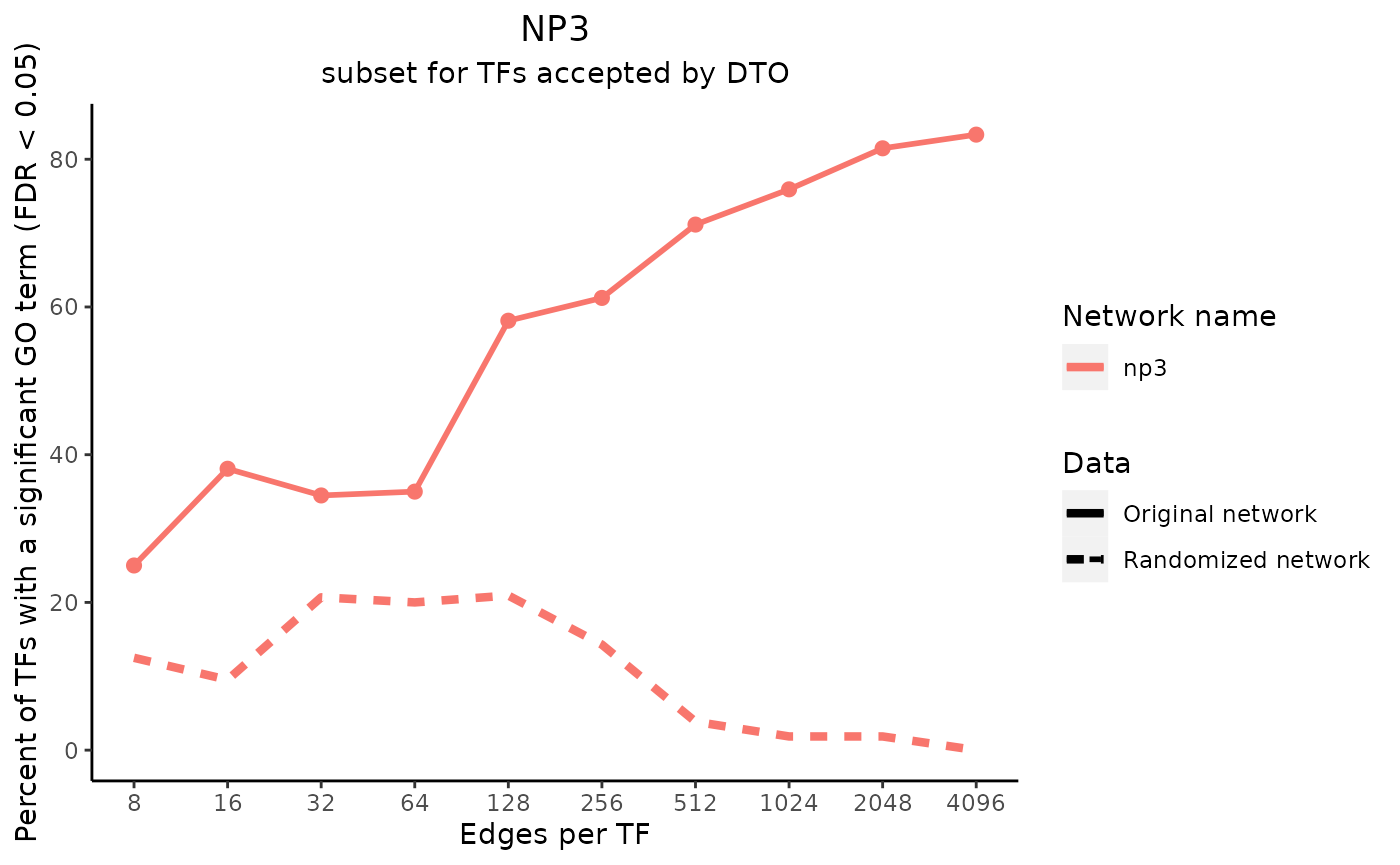 NP3
subset for TFs accepted by DTO
Percent of TFs with a significant GO term (FDR < 0.05)
80
60
40
20
0
8 16 32 64 128 256 512 1024 2048 4096
Edges per TF
Network name
np3
Data
Original network
Randomized network